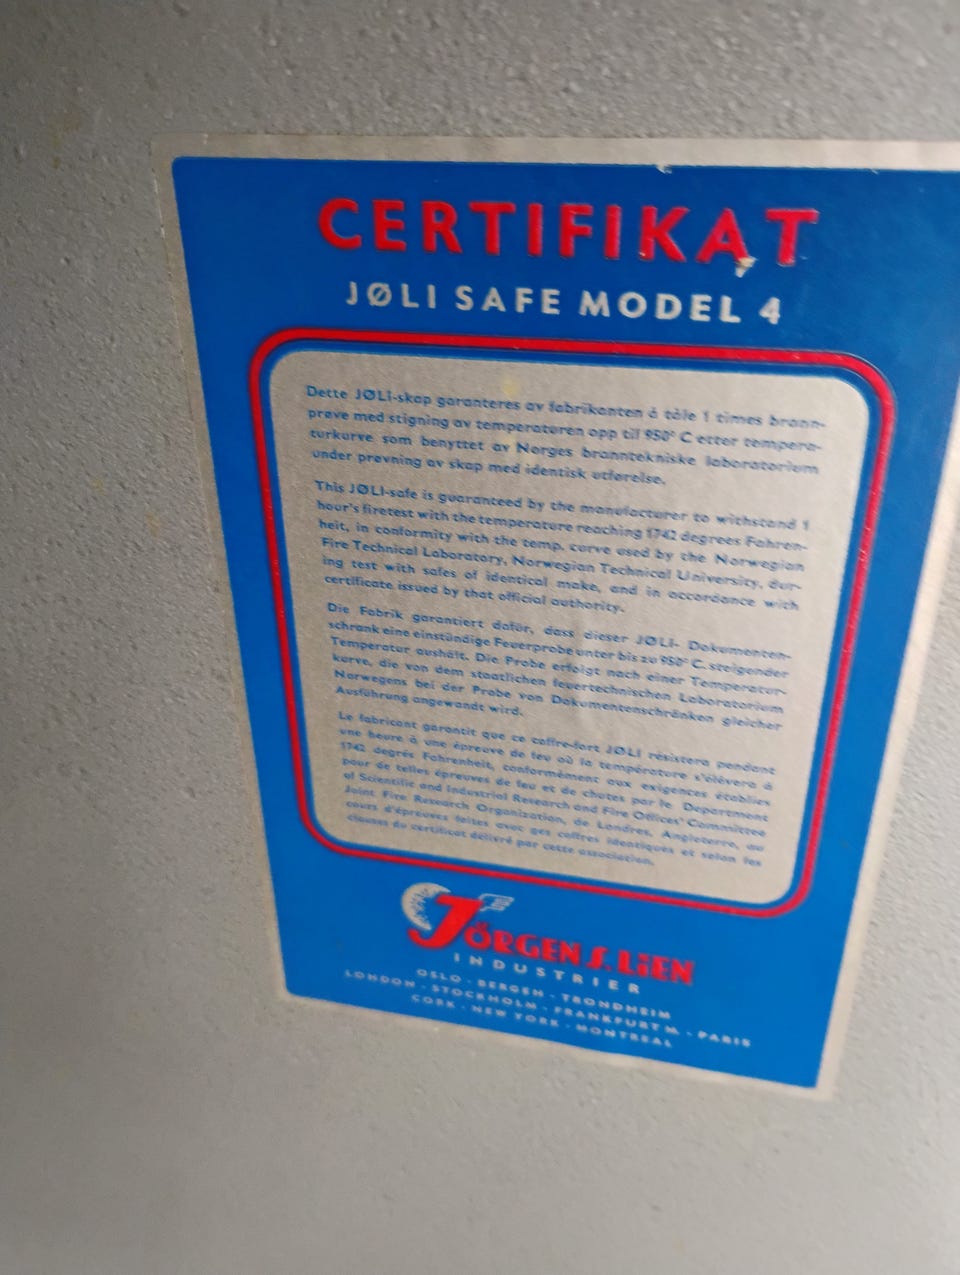 CERTIFIKAT
JØLI SAFE MODEL 4
Dette JØLI-skap garanteres av fabrikanten å tåle 1 times brann-
prøve med stigning av temperaturen opp til 950° C etter tempera-
turkurve som benyttet av Norges branntekniske laboratorium
under prøvning av skap med identisk utførelse.
This JØLI-safe is guaranteed by the manufacturer to withstand 1
hour's firetest with the temperature reaching 1742 degrees Fahren-
heit, in conformity with the temp. curve used by the Norwegian
Fire Technical Laboratory, Norwegian Technical University, dur-
ing test with safes of identical make, and in accordance with
certificate issued by that official authority.
Die Fabrik garantiert dafür, dass dieser JØLI- Dokumenten-
schrank eine einstündige Feuerprobe unter bis zu 950° C. steigender
Temperatur aushält. Die Probe erfolgt nach einer Temperatur-
kurve, die von dem staatlichen feuertechnischen Laboratorium
Norwegens bei der Probe von Dokumentenschränken gleicher
Ausführung angewandt wird.
Le fabricant garantit que ce coffre-fort JØLI résistera pendant
une heure à une épreuve de feu où la température s'élèvera à
1742 degrés Fahrenheit, conformément aux exigences établies
pour de telles épreuves de feu et de chutes par le Department
of Scientific and Industrial Research and Fire Offices' Committee
Joint Fire Research Organization, de Londres, Angleterre, au
cours d'épreuves faites avec ges coffres identiques et selon les
clauses du certificat délivré par cette association.
JÖRGEN S. LIEN
INDUSTRIER
OSLO · BERGEN · TRONDHEIM
LONDON · STOCKHOLM · FRANKFURT M. · PARIS
CORK · NEW YORK · MONTREAL